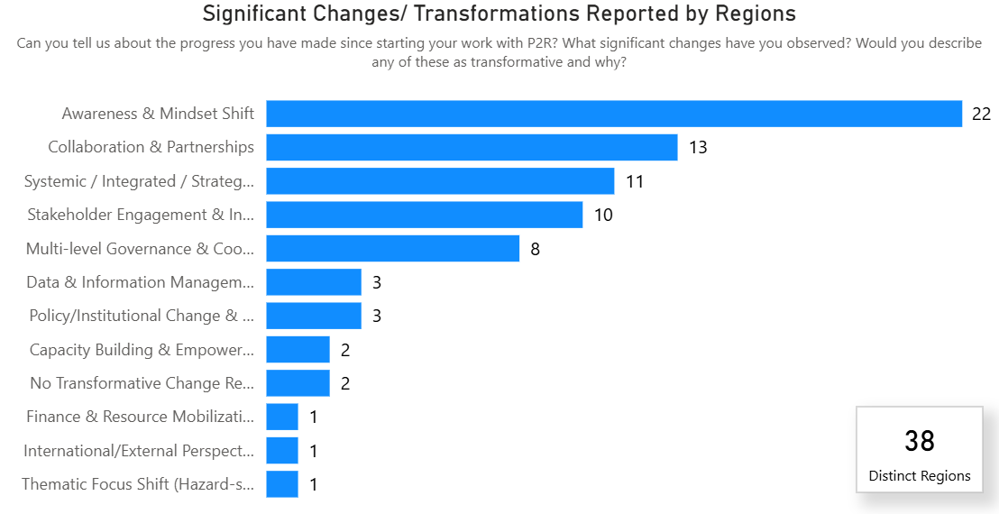 Significant Changes/ Transformations Reported by Regions
Can you tell us about the progress you have made since starting your work with P2R? What significant changes have you observed? Would you describe
any of these as transformative and why?
Awareness & Mindset Shift 22
Collaboration & Partnerships 13
Systemic / Integrated / Strateg... 11
Stakeholder Engagement & In... 10
Multi-level Governance & Coo... 8
Data & Information Managem... 3
Policy/Institutional Change & ... 3
Capacity Building & Empower... 2
No Transformative Change Re... 2
Finance & Resource Mobilizati... 1
International/External Perspect... 1
Thematic Focus Shift (Hazard-s... 1
38
Distinct Regions